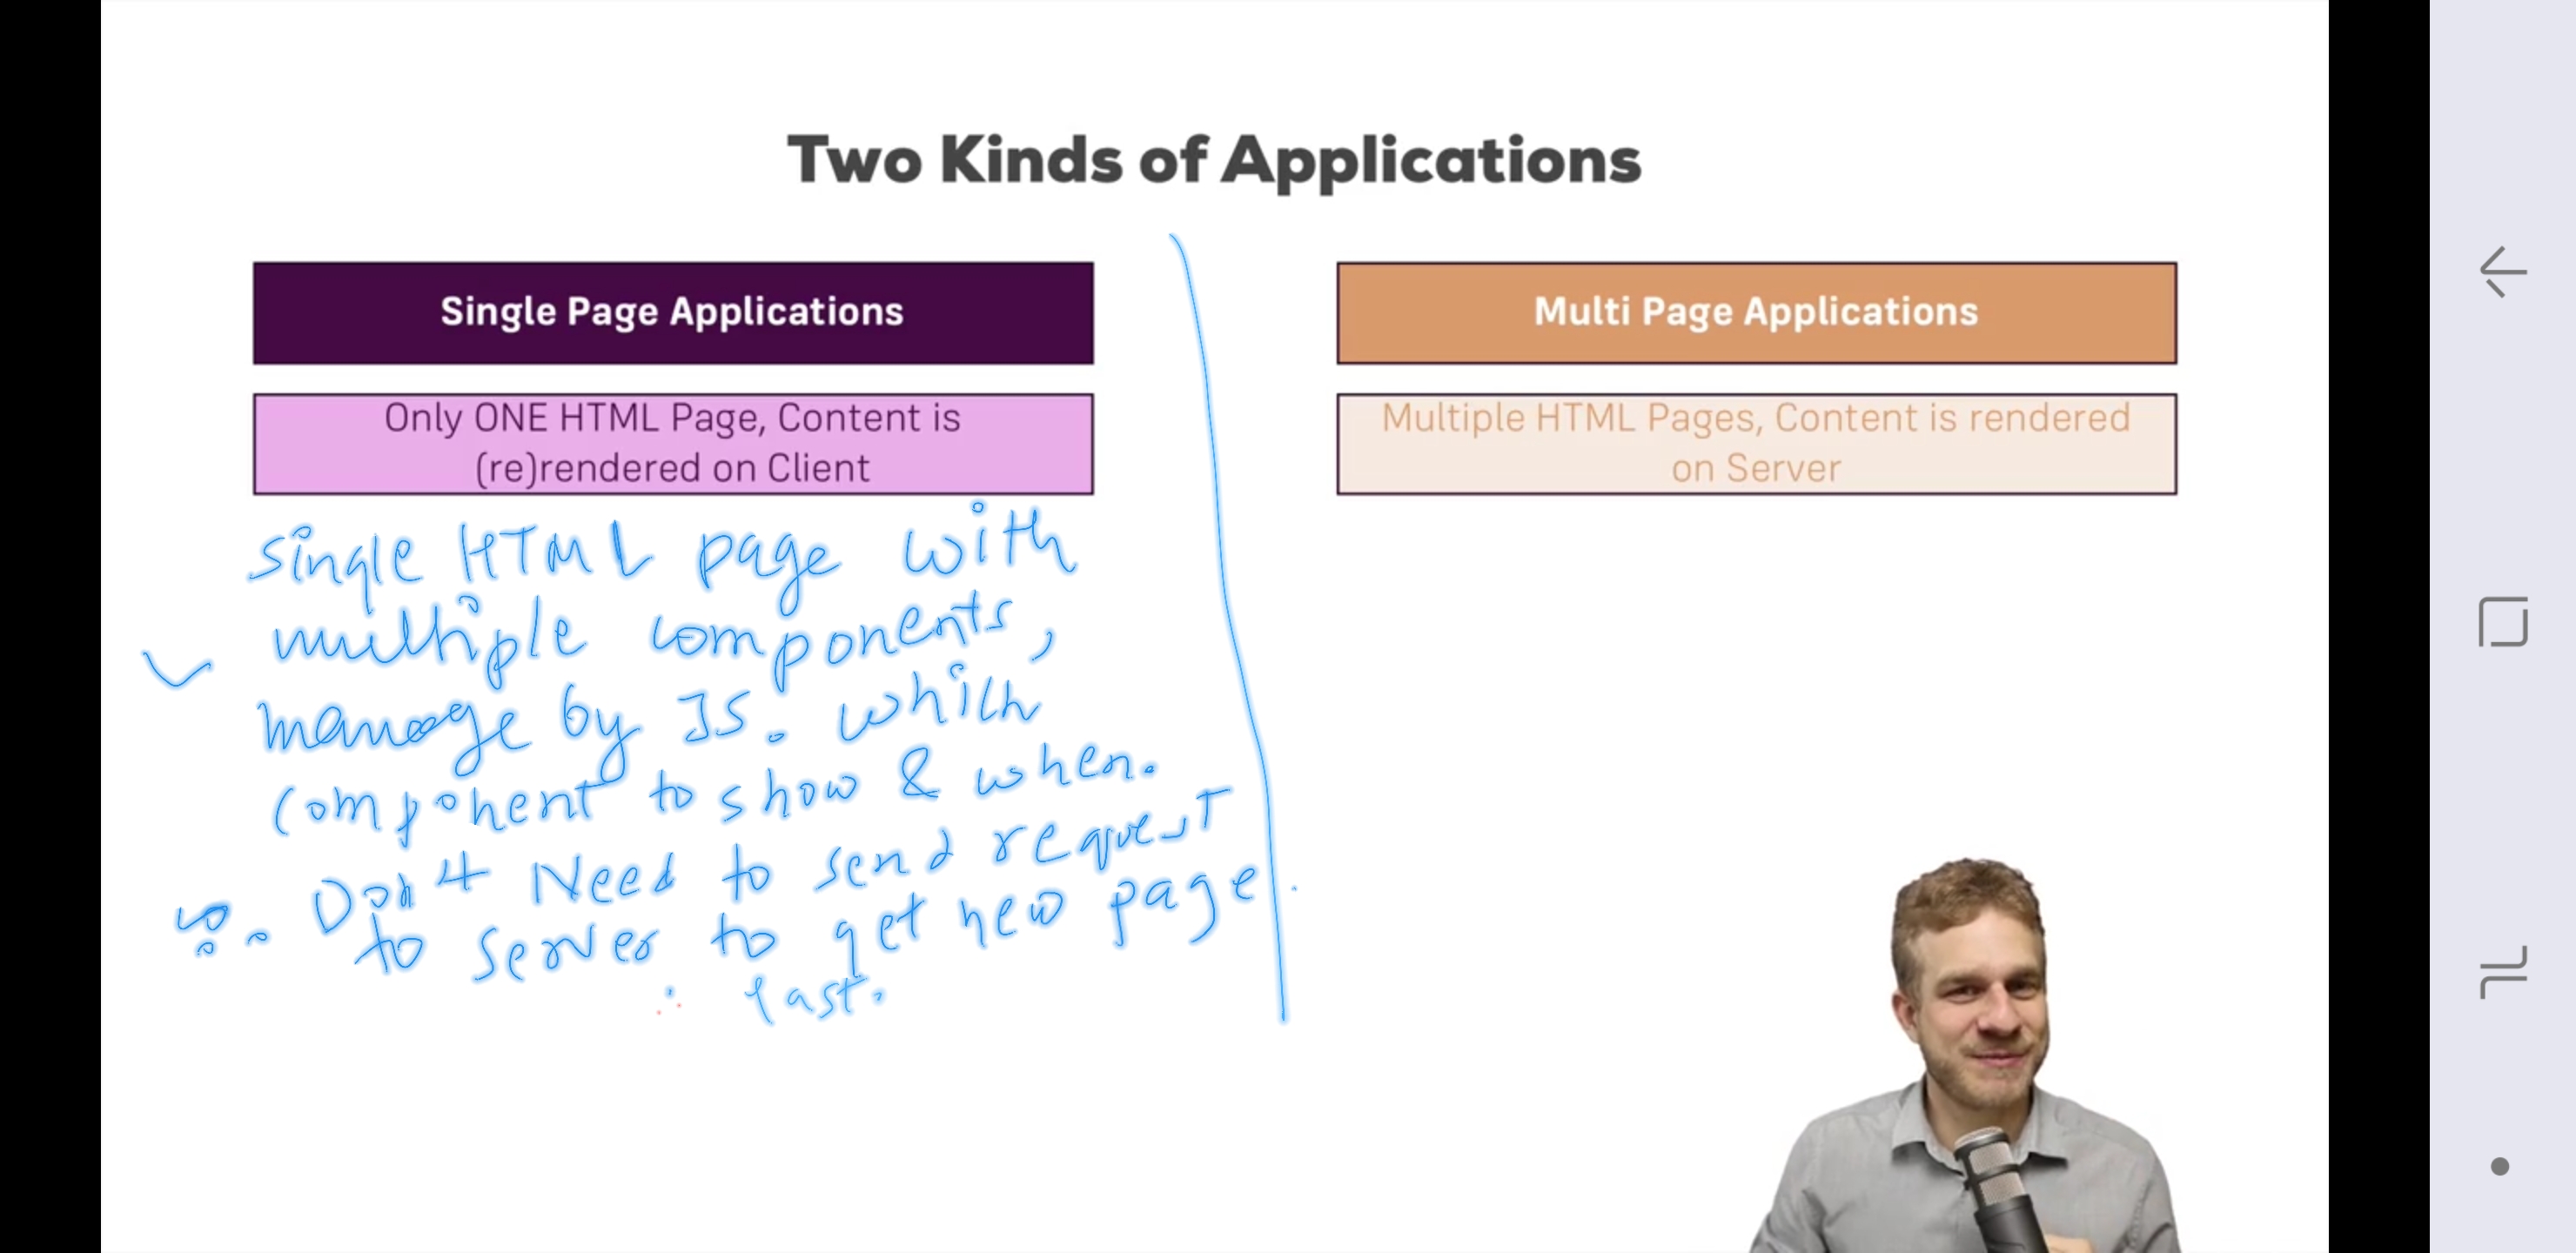 Two Kinds of Applications
Single Page Applications
Only ONE HTML Page, Content is
(re)rendered on Client
single HTML page with
multiple components,
manage by JS. which
component to show & when.
Don't Need to send request
to server to get new page.
∴ fast.
Multi Page Applications
Multiple HTML Pages, Content is rendered
on Server